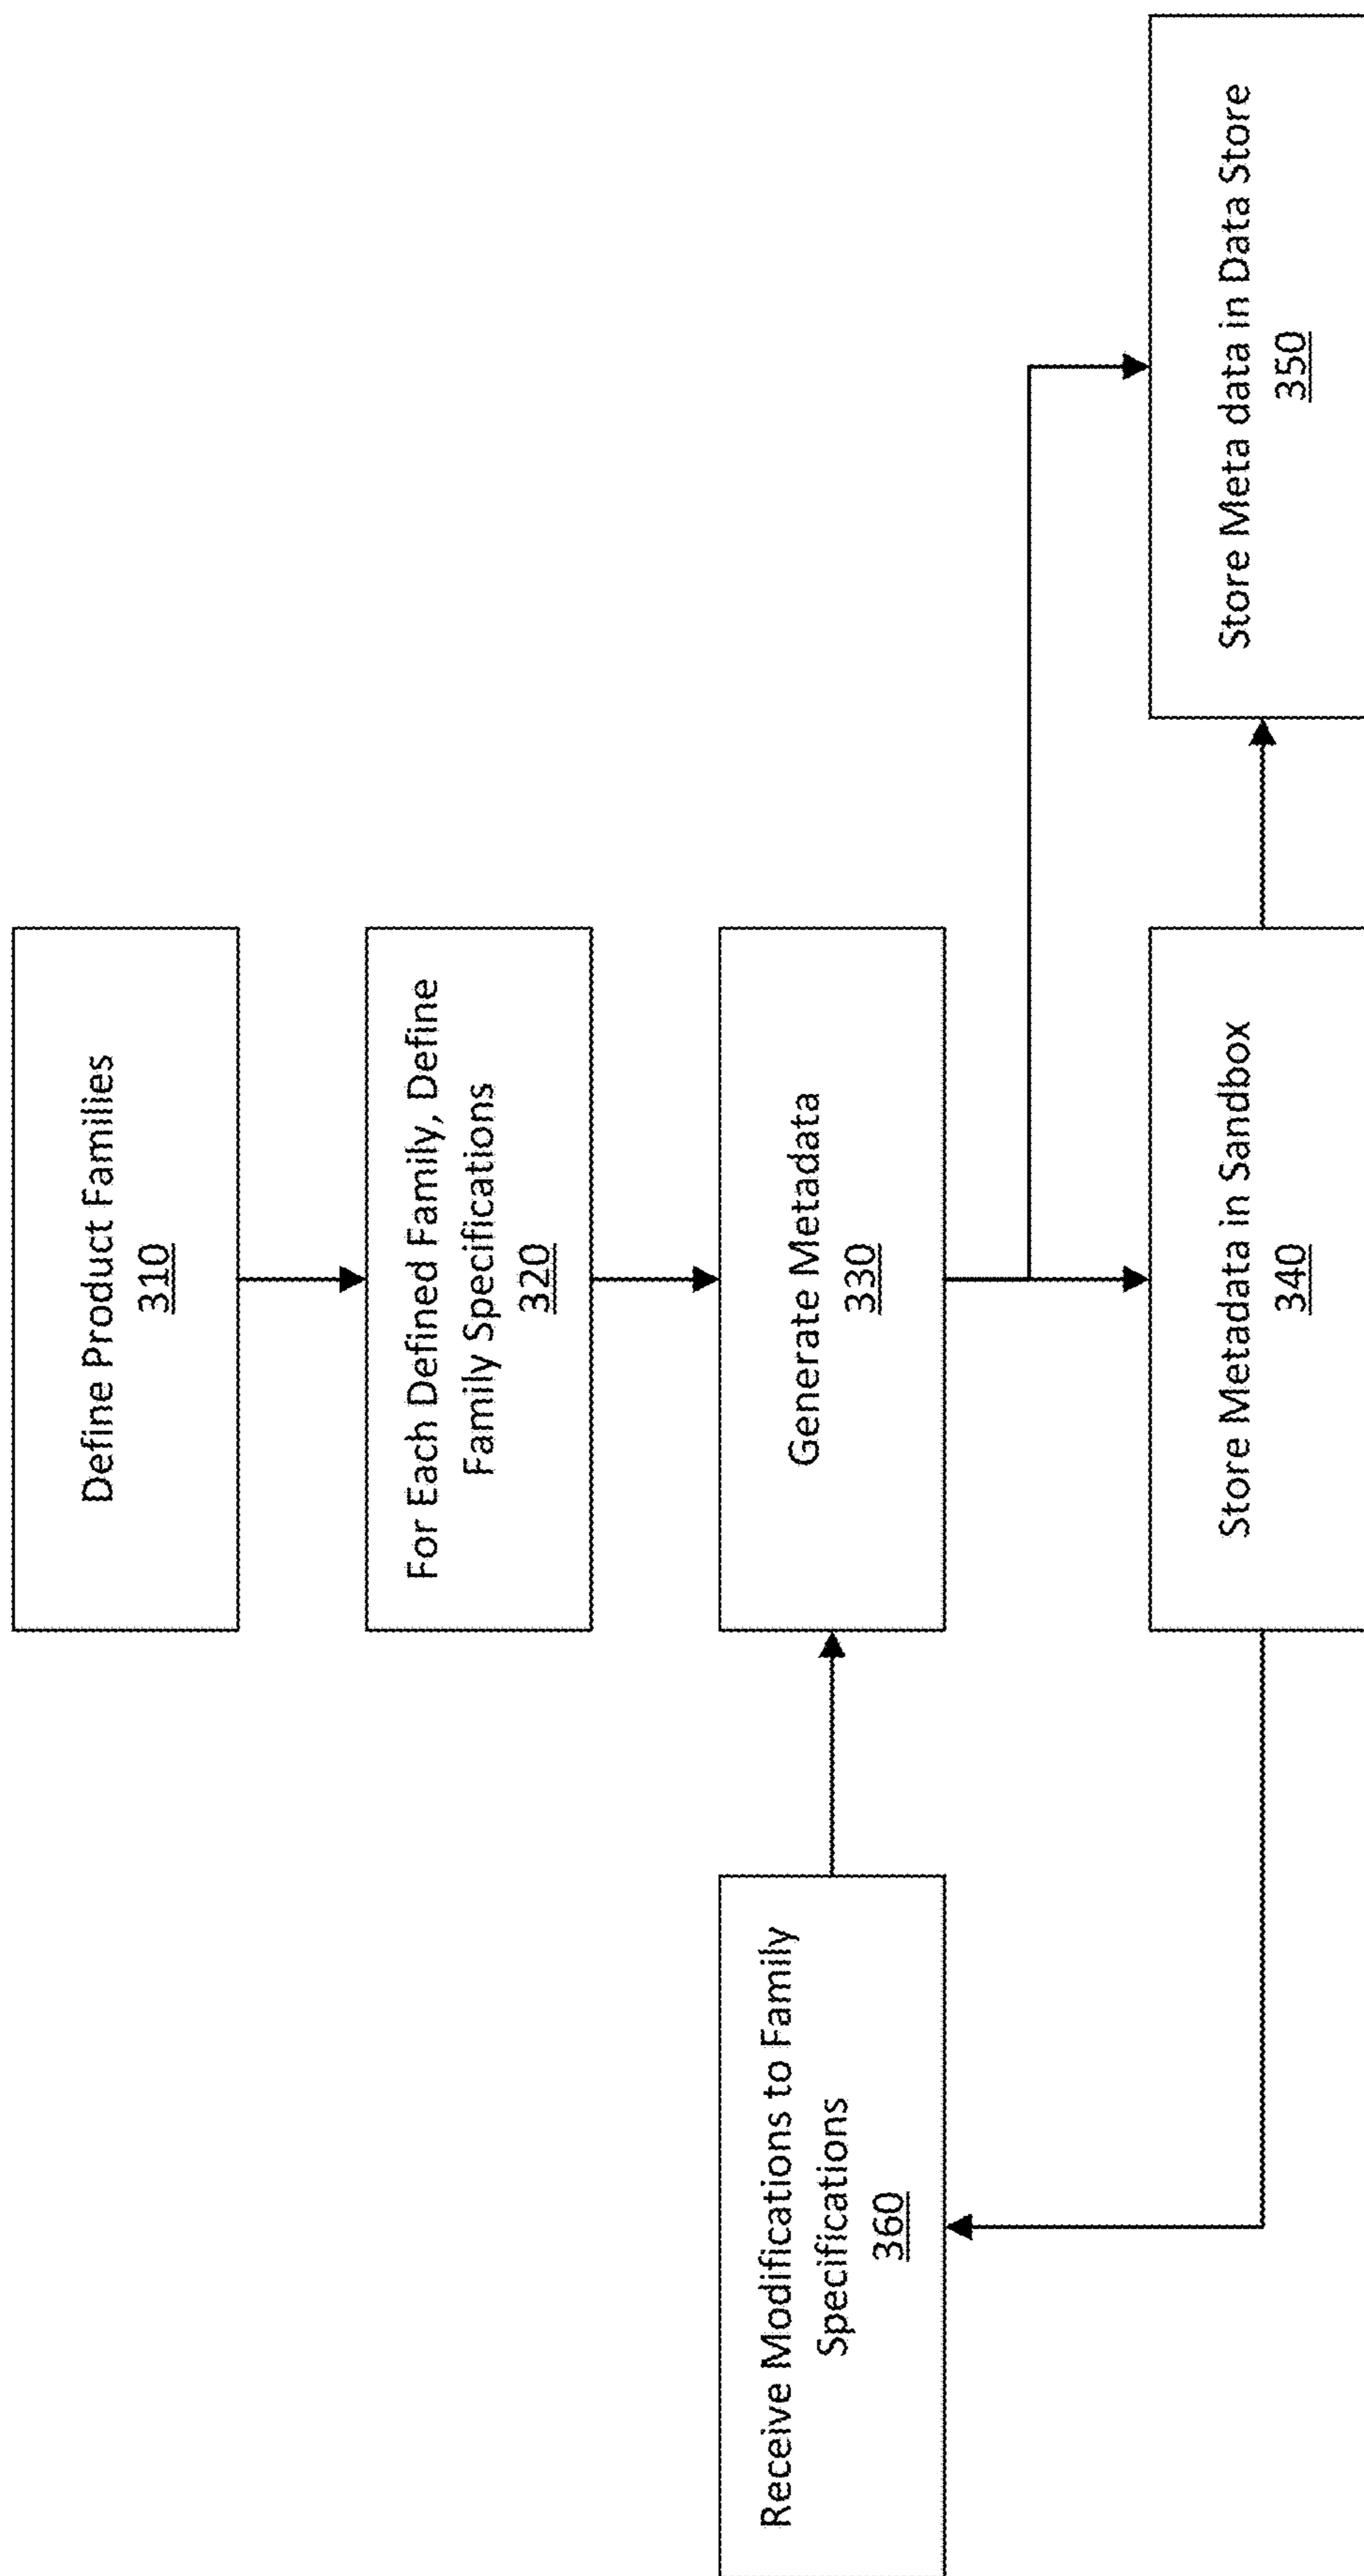 Define Product Families
310
For Each Defined Family, Define
Family Specifications
320
Receive Modifications to Family
Specifications
360
Generate Metadata
330
Store Metadata in Sandbox
340
Store Meta data in Data Store
350